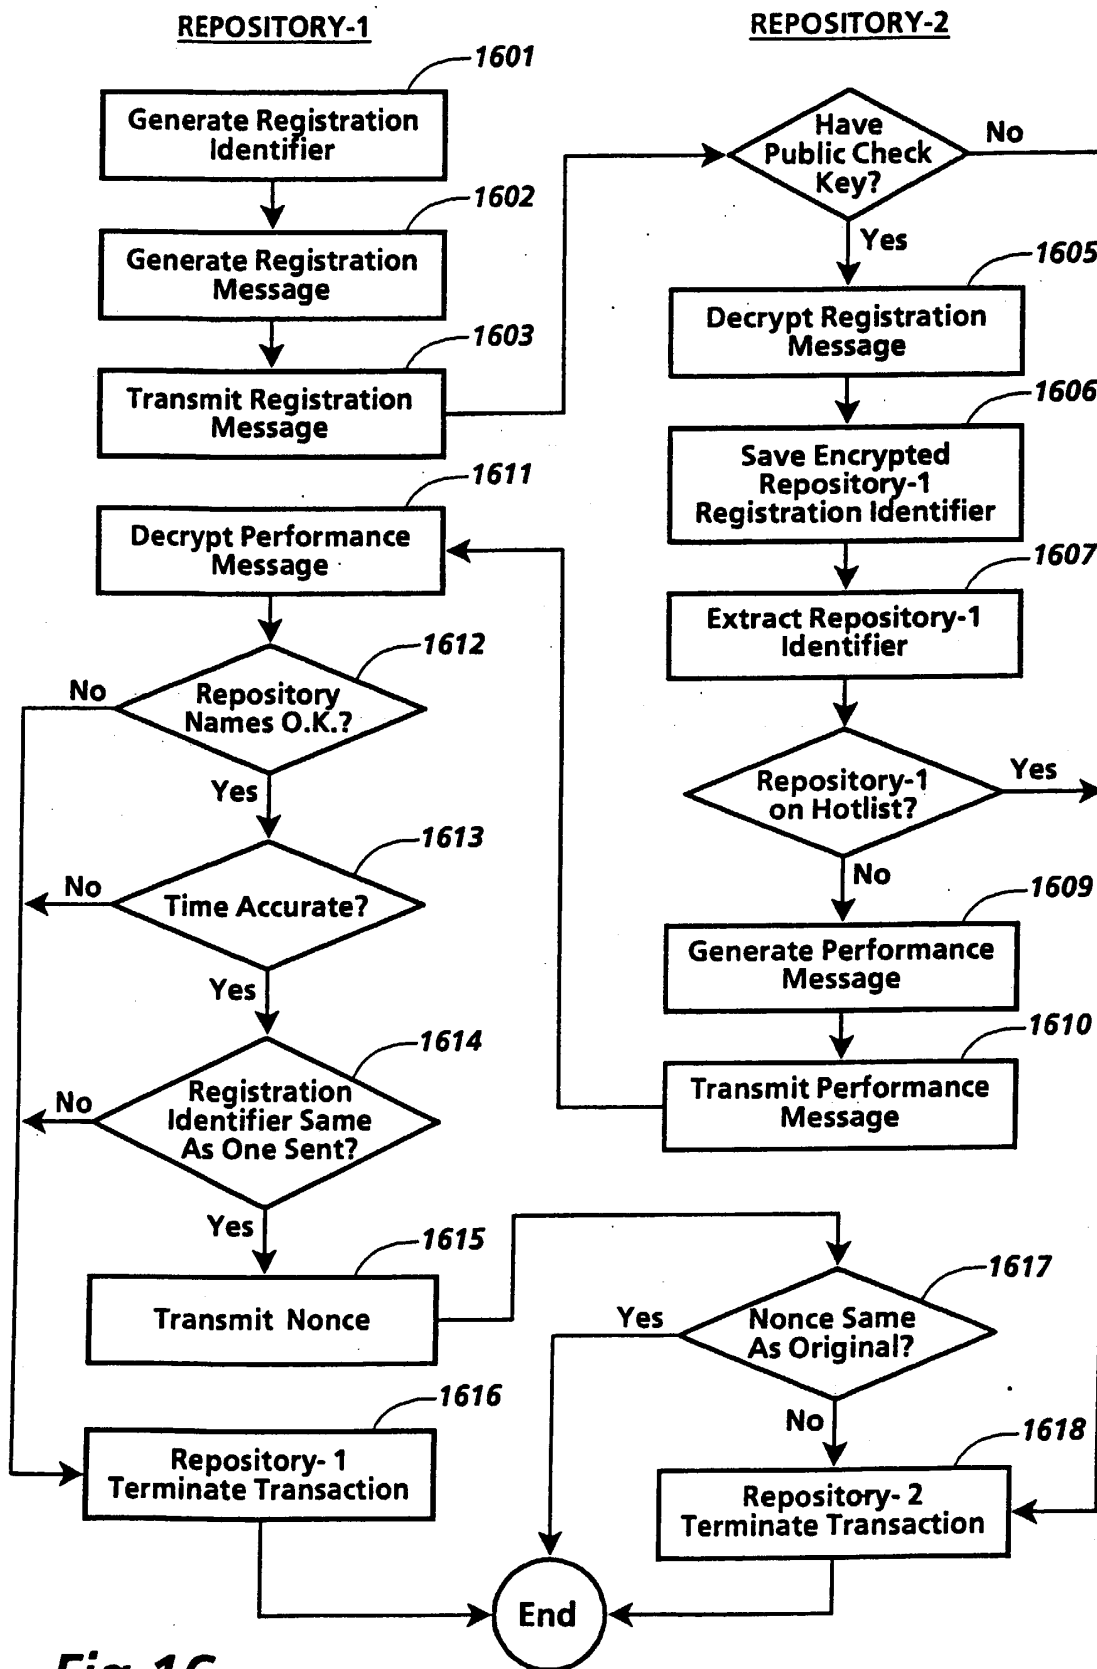 REPOSITORY-1
1601
Generate Registration
Identifier
1602
Generate Registration
Message
1603
Transmit Registration
Message
1611
Decrypt Performance
Message
1612
No
Repository
Names O.K.?
Yes
1613
No
Time Accurate?
Yes
1614
No
Registration
Identifier Same
As One Sent?
Yes
1615
Transmit Nonce
1616
Repository- 1
Terminate Transaction
REPOSITORY-2
Have
Public Check
Key?
No
Yes
1605
Decrypt Registration
Message
1606
Save Encrypted
Repository-1
Registration Identifier
1607
Extract Repository-1
Identifier
Repository-1
on Hotlist?
Yes
No
1609
Generate Performance
Message
1610
Transmit Performance
Message
1617
Yes
Nonce Same
As Original?
No
1618
Repository- 2
Terminate Transaction
End